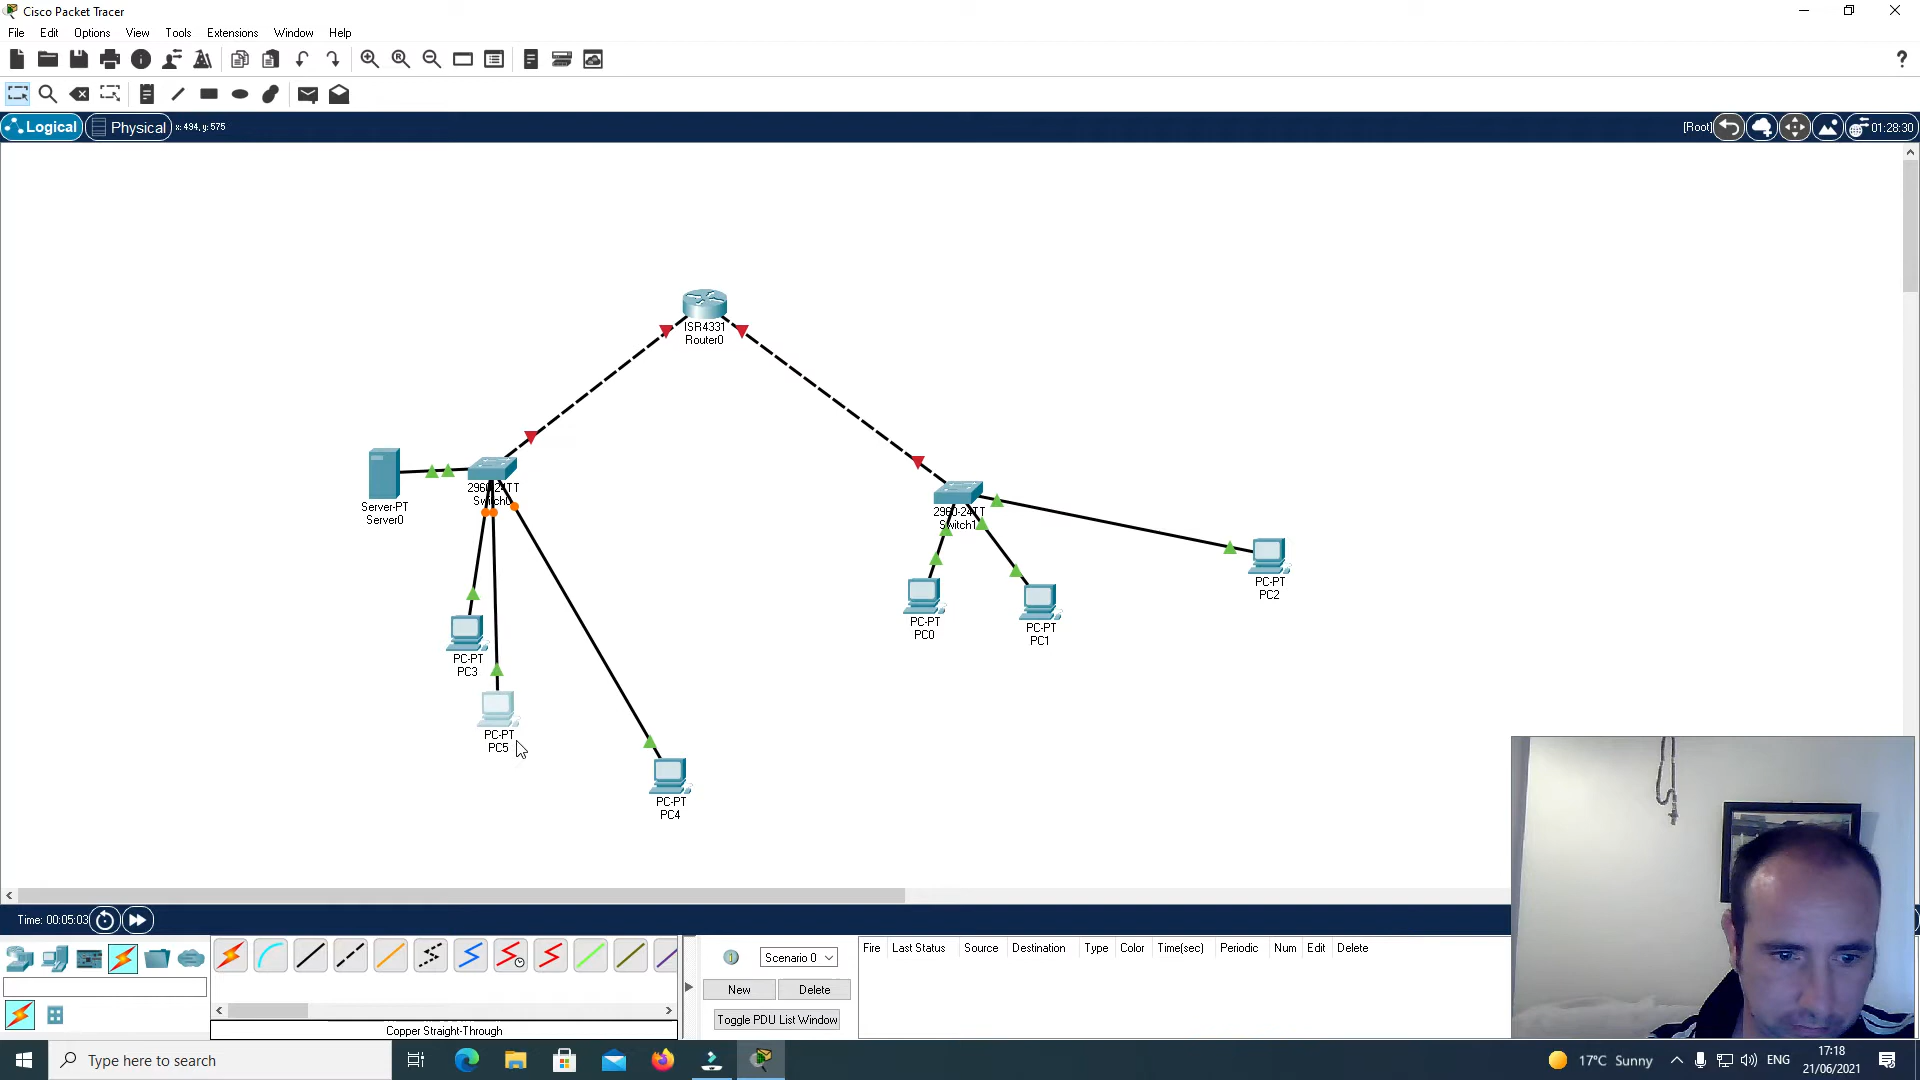 Cisco Packet Tracer
File Edit Options View Tools Extensions Window Help
?
Logical Physical x: 494, y: 575 [Root] 01:28:30
ISR4331
Router0
Server-PT
Server0
2960-24TT
Switch0
2960-24TT
Switch1
PC-PT
PC2
PC-PT
PC0
PC-PT
PC1
PC-PT
PC3
PC-PT
PC5
PC-PT
PC4
Time: 00:05:03
Scenario 0
Fire Last Status Source Destination Type Color Time(sec) Periodic Num Edit Delete
New Delete
Toggle PDU List Window
Copper Straight-Through
Type here to search
17°C Sunny
ENG
17:18
21/06/2021